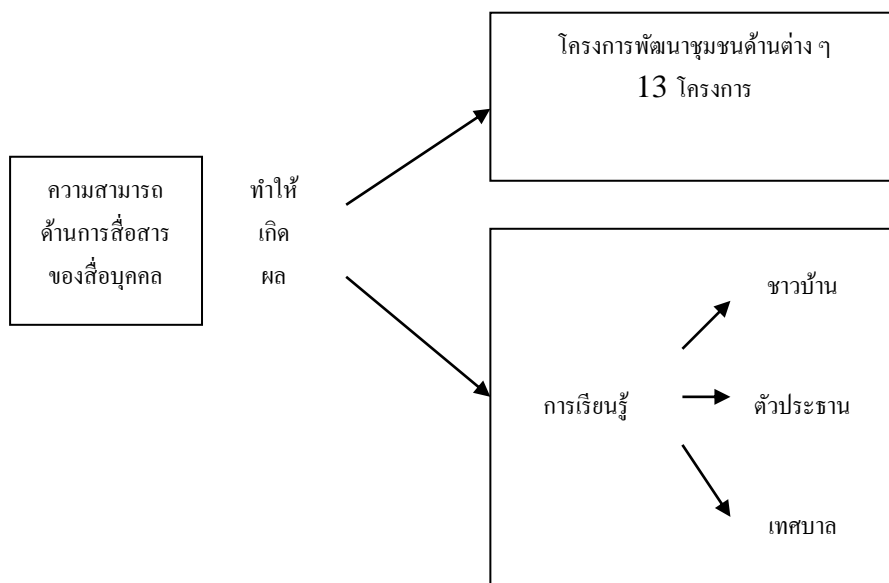 โครงการพัฒนาชุมชนด้านต่าง ๆ
13 โครงการ
ความสามารถ
ด้านการสื่อสาร
ของสื่อบุคคล
ทำให้
เกิด
ผล
ชาวบ้าน
การเรียนรู้
ตัวประธาน
เทศบาล